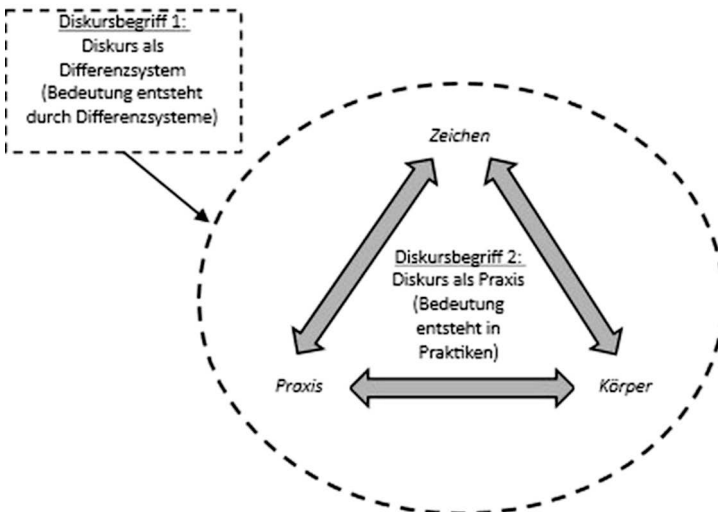 Diskursbegriff 1:
Diskurs als
Differenzsystem
(Bedeutung entsteht
durch Differenzsysteme)
Zeichen
Diskursbegriff 2:
Diskurs als Praxis
(Bedeutung
entsteht in
Praktiken)
Praxis
Körper